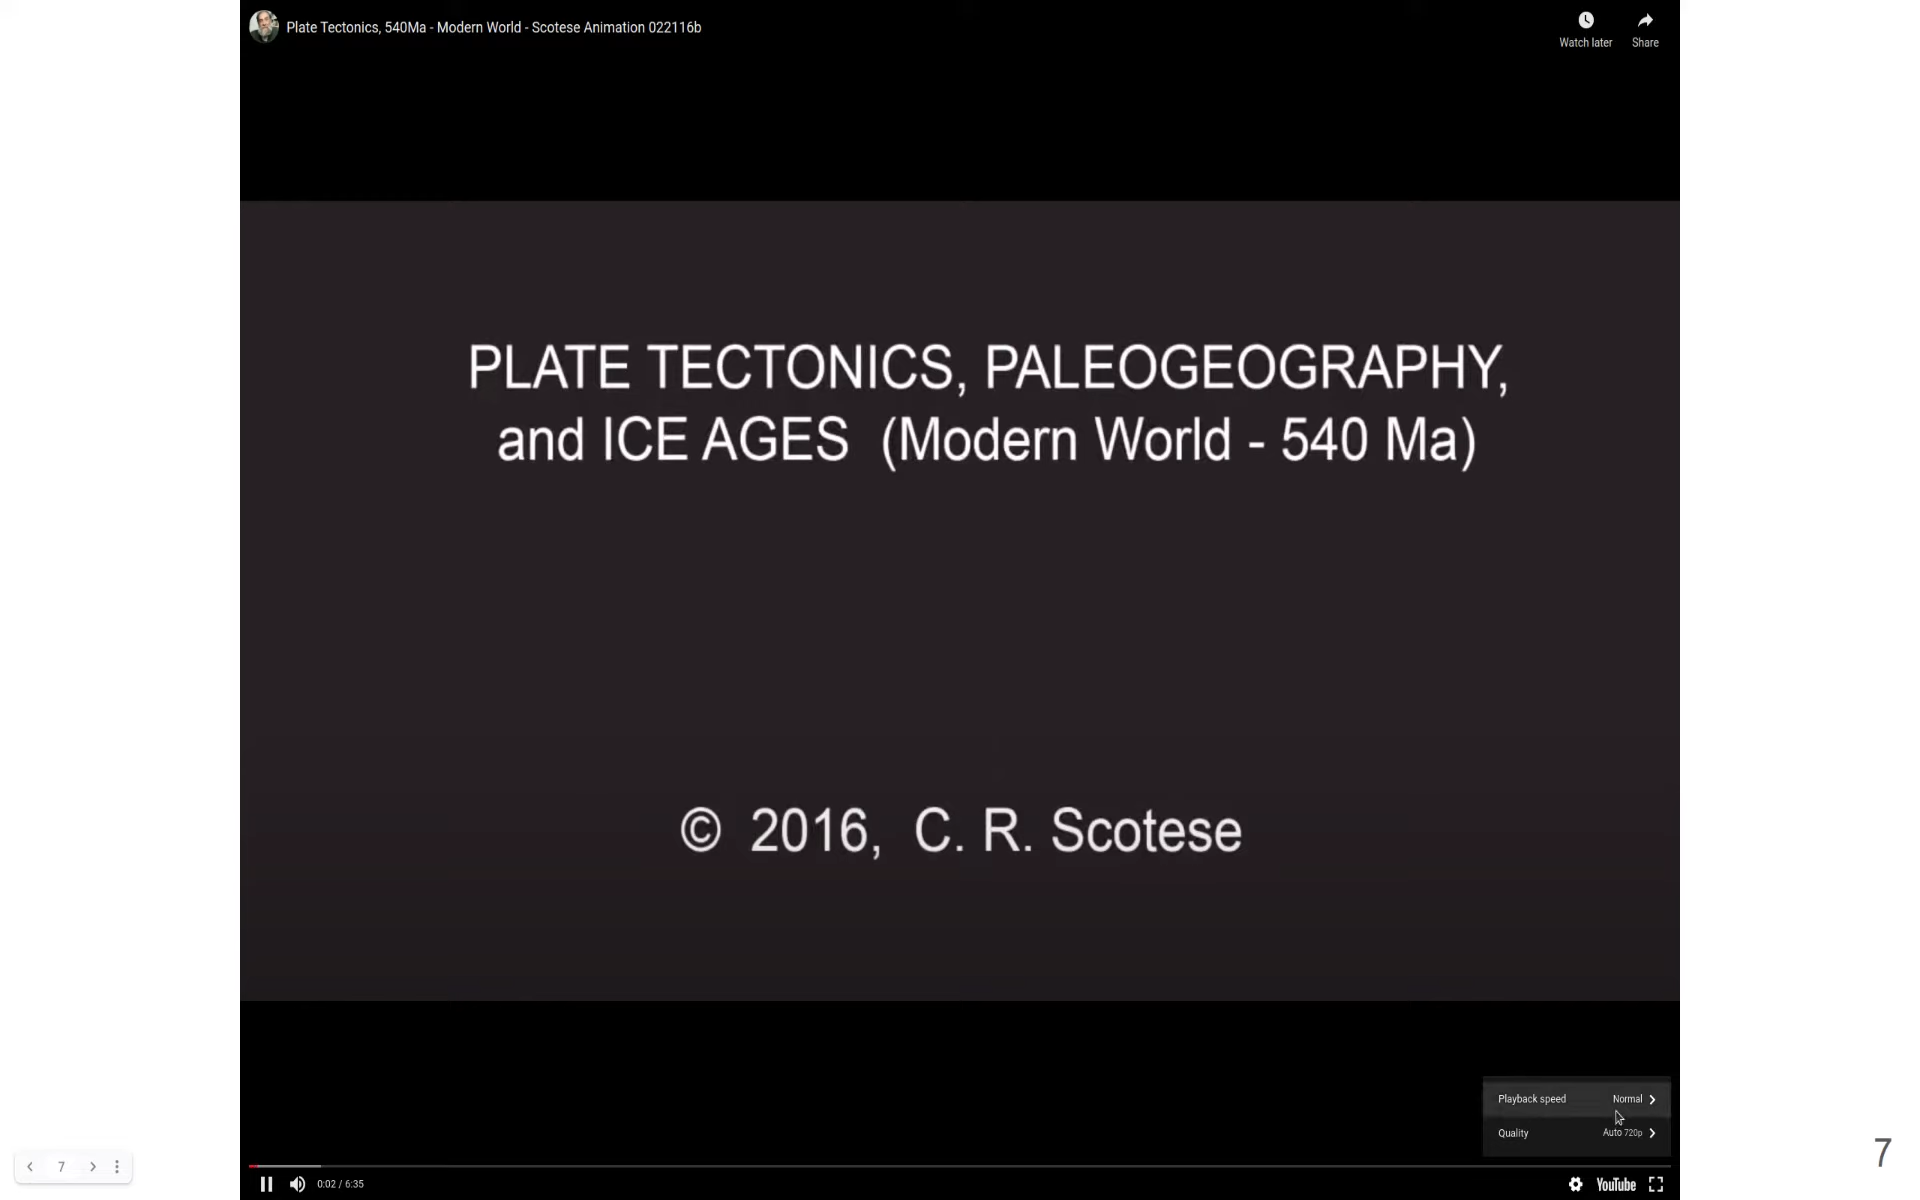 Plate Tectonics, 540Ma - Modern World - Scotese Animation 022116b
Watch later
Share
PLATE TECTONICS, PALEOGEOGRAPHY,
and ICE AGES (Modern World - 540 Ma)
© 2016, C. R. Scotese
Playback speed Normal
Quality Auto 720p
7
7
0:02 / 6:35
YouTube